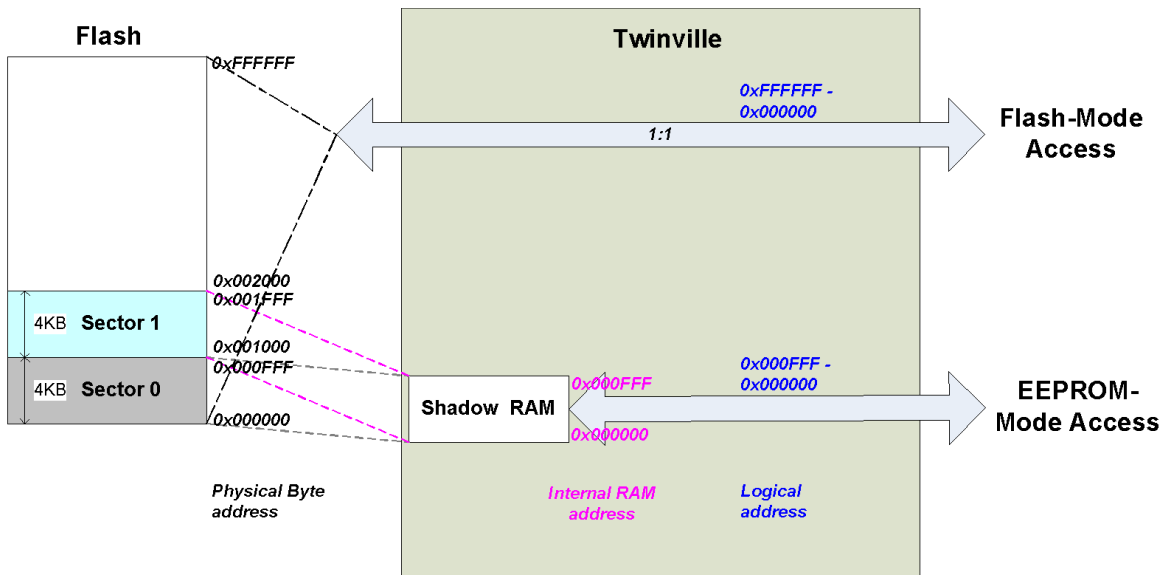 Flash
0xFFFFFF
Twinville
0xFFFFFF -
0x000000
1:1
Flash-Mode
Access
0x002000
0x001FFF
4KB Sector 1
0x001000
0x000FFF
4KB Sector 0
0x000000
Shadow RAM
0x000FFF
0x000000
0x000FFF -
0x000000
EEPROM-
Mode Access
Physical Byte
address
Internal RAM
address
Logical
address